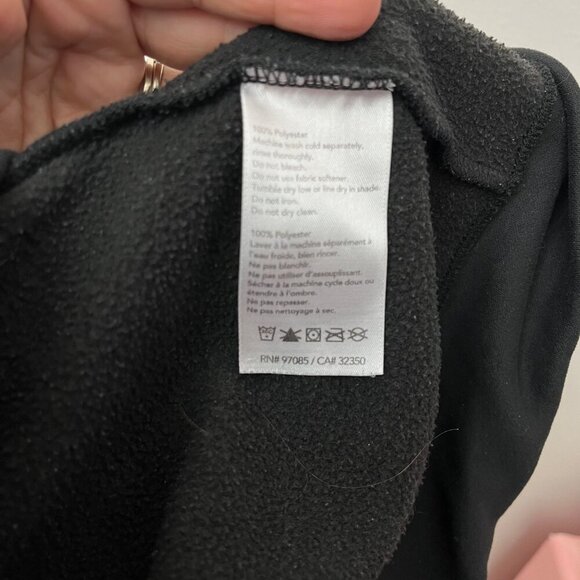 100% Polyester
Machine wash cold separately,
rinse thoroughly.
Do not bleach.
Do not use fabric softener.
Tumble dry low or line dry in shade.
Do not iron.
Do not dry clean.
100% Polyester
Laver à la machine séparément à
l'eau froide, bien rincer.
Ne pas blanchir.
Ne pas utiliser d'assouplissant.
Sécher à la machine cycle doux ou
étendre à l'ombre.
Ne pas repasser.
Ne pas nettoyage à sec.
RN# 97085 / CA# 32350